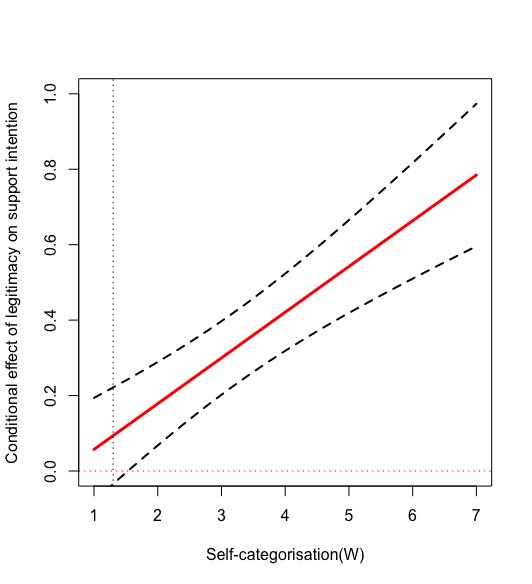 Conditional effect of legitimacy on support intention
1.0
0.8
0.6
0.4
0.2
0.0
1 2 3 4 5 6 7
Self-categorisation(W)